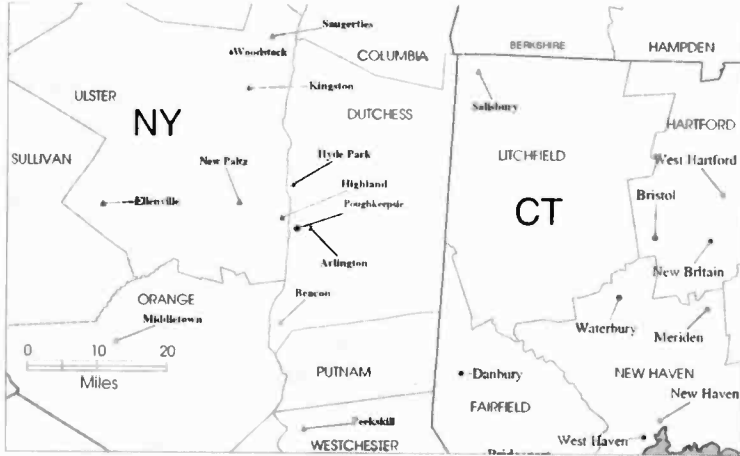 Saugerties
Woodstock
COLUMBIA
BERKSHIRE
HAMPDEN
Kingston
Salisbury
ULSTER
NY
DUTCHESS
HARTFORD
SULLIVAN
New Paltz
Hyde Park
LITCHFIELD
West Hartford
Highland
Ellenville
Poughkeepsie
CT
Bristol
Arlington
New Britain
Beacon
ORANGE
Middletown
Waterbury
Meriden
0 10 20
Miles
PUTNAM
Danbury
NEW HAVEN
New Haven
FAIRFIELD
Peekskill
WESTCHESTER
West Haven